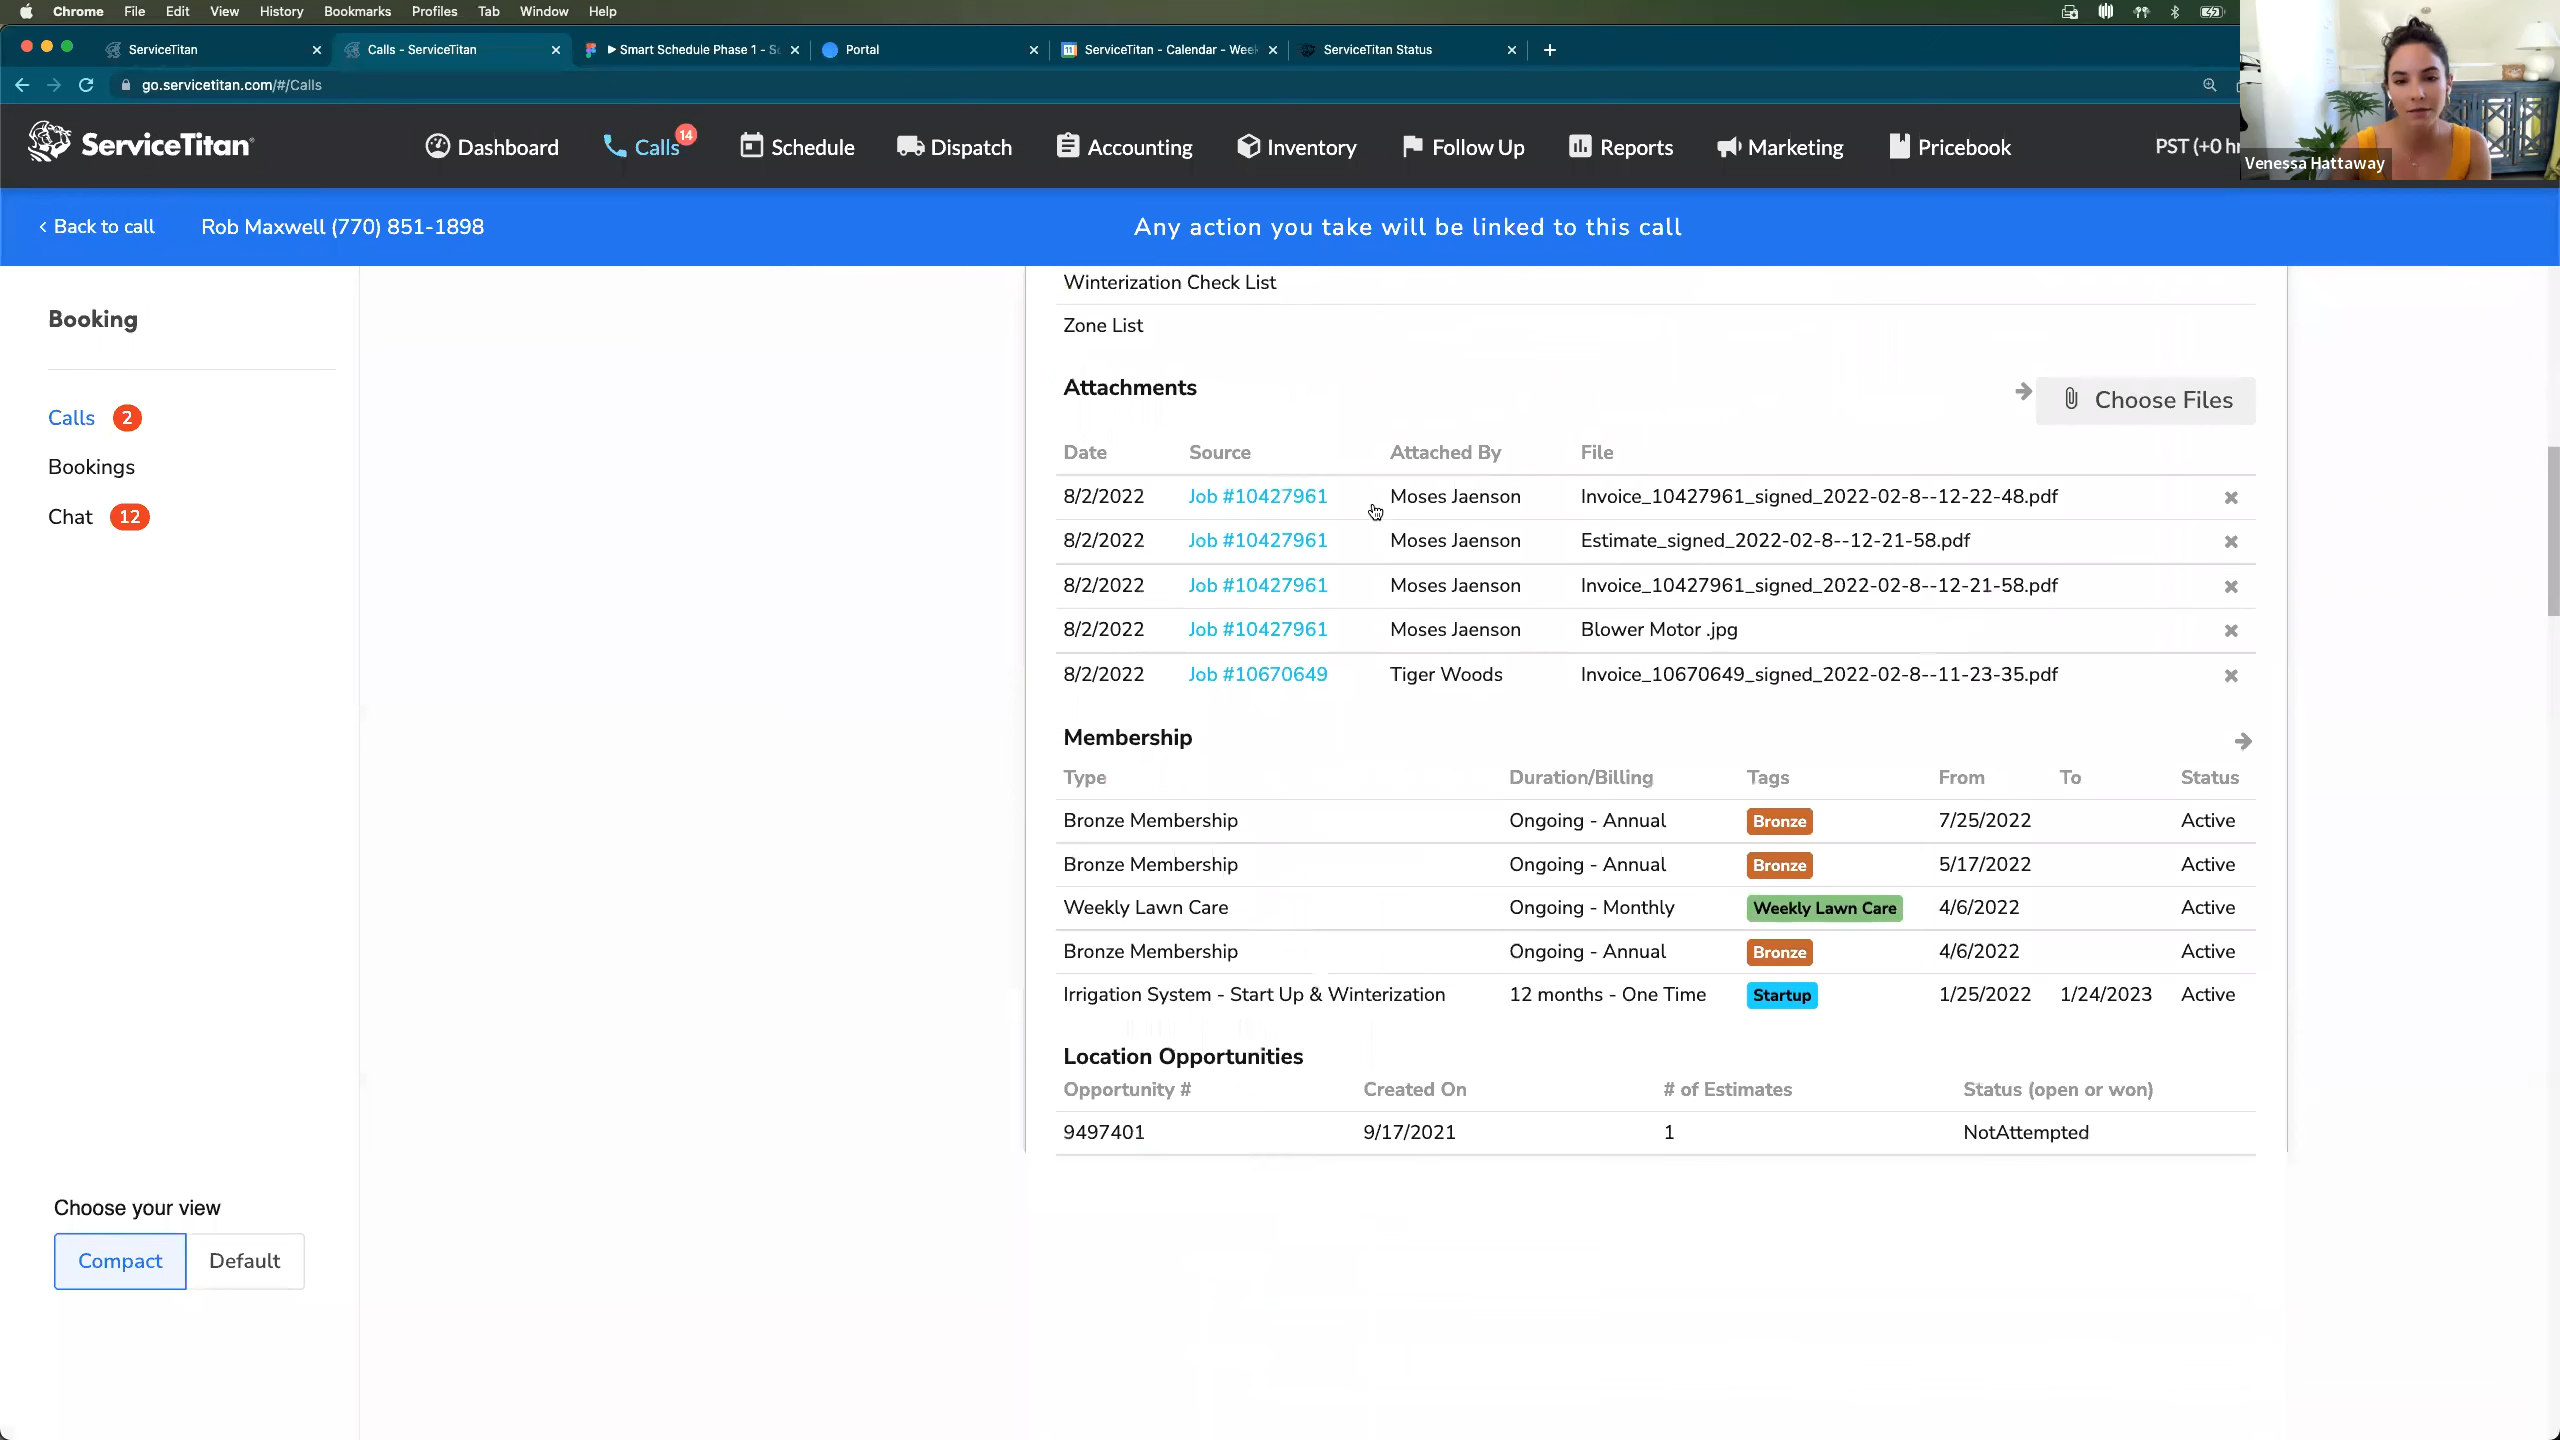 Chrome File Edit View History Bookmarks Profiles Tab Window Help
ServiceTitan
Calls - ServiceTitan
Smart Schedule Phase 1 - Sc
Portal
ServiceTitan - Calendar - Week
ServiceTitan Status
go.servicetitan.com/#/Calls
ServiceTitan
Dashboard
Calls 14
Schedule
Dispatch
Accounting
Inventory
Follow Up
Reports
Marketing
Pricebook
PST (+0 hr
Venessa Hattaway
Back to call
Rob Maxwell (770) 851-1898
Any action you take will be linked to this call
Booking
Calls 2
Bookings
Chat 12
Choose your view
Compact Default
Winterization Check List
Zone List
Attachments
Choose Files
Date Source Attached By File
8/2/2022 Job #10427961 Moses Jaenson Invoice_10427961_signed_2022-02-8--12-22-48.pdf
8/2/2022 Job #10427961 Moses Jaenson Estimate_signed_2022-02-8--12-21-58.pdf
8/2/2022 Job #10427961 Moses Jaenson Invoice_10427961_signed_2022-02-8--12-21-58.pdf
8/2/2022 Job #10427961 Moses Jaenson Blower Motor .jpg
8/2/2022 Job #10670649 Tiger Woods Invoice_10670649_signed_2022-02-8--11-23-35.pdf
Membership
Type Duration/Billing Tags From To Status
Bronze Membership Ongoing - Annual Bronze 7/25/2022 Active
Bronze Membership Ongoing - Annual Bronze 5/17/2022 Active
Weekly Lawn Care Ongoing - Monthly Weekly Lawn Care 4/6/2022 Active
Bronze Membership Ongoing - Annual Bronze 4/6/2022 Active
Irrigation System - Start Up & Winterization 12 months - One Time Startup 1/25/2022 1/24/2023 Active
Location Opportunities
Opportunity # Created On # of Estimates Status (open or won)
9497401 9/17/2021 1 NotAttempted